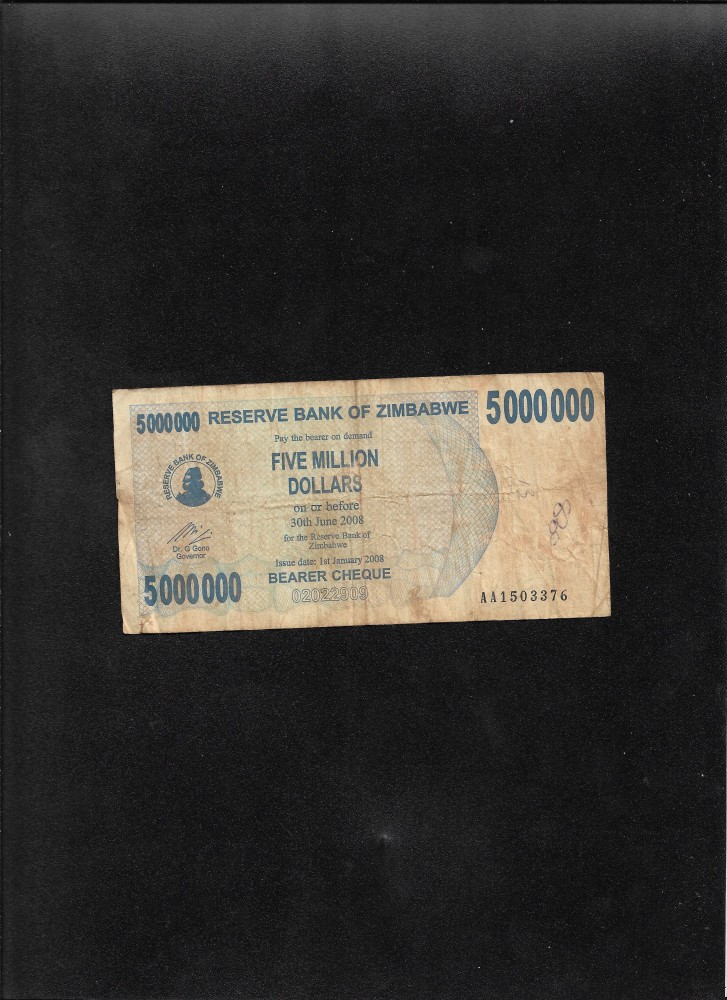 5000000 RESERVE BANK OF ZIMBABWE 5000000
Pay the bearer on demand
FIVE MILLION
DOLLARS
on or before
30th June 2008
for the Reserve Bank of
Zimbabwe
RESERVE BANK OF ZIMBABWE
Dr. G Gono
Governor
Issue date: 1st January 2008
BEARER CHEQUE
5000000
02022909
AA1503376